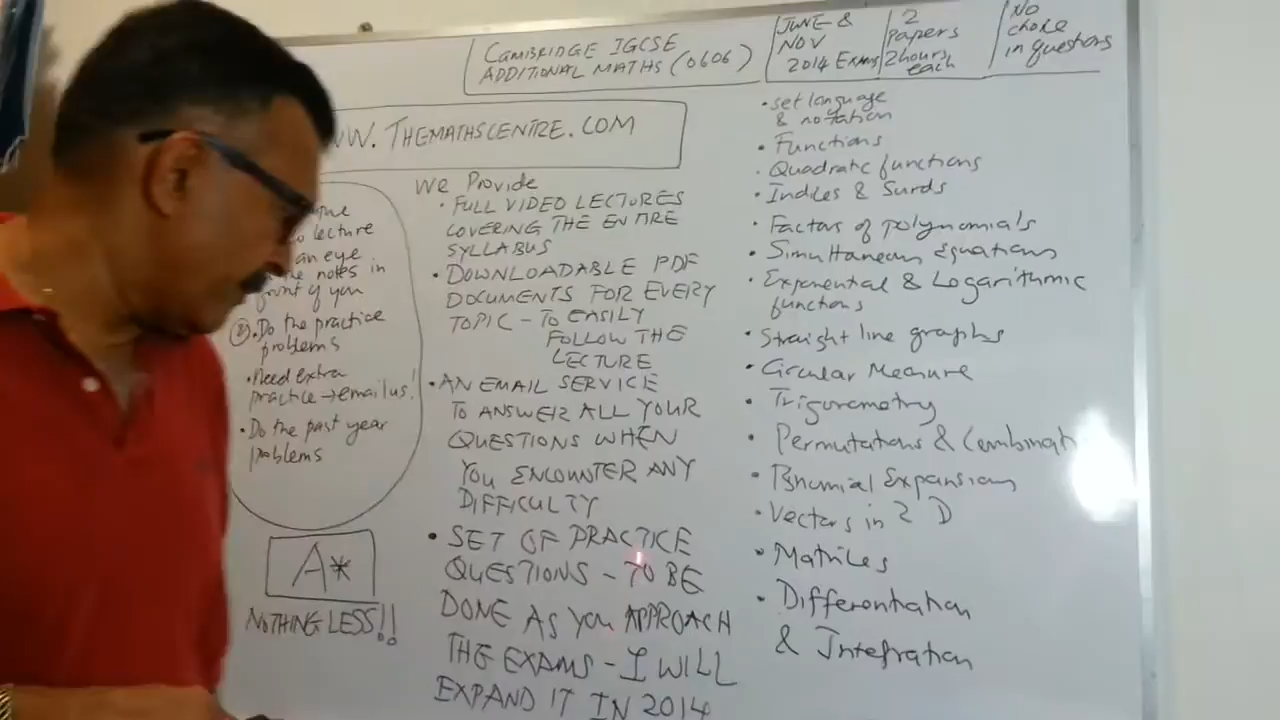 CAMBRIDGE IGCSE
ADDITIONAL MATHS (0606)
JUNE &
NOV
2014 EXAMS
2
papers
2hours
each
NO
choice
in questions
WW. THEMATHSCENTRE.COM
lecture
an eye
notes in
front of you
②. Do the practice
problems
• Need extra
practice → email us!
• Do the past year
problems
A*
NOTHING LESS!!
We Provide
• FULL VIDEO LECTURES
COVERING THE ENTIRE
SYLLABUS
• DOWNLOADABLE PDF
DOCUMENTS FOR EVERY
TOPIC – TO EASILY
FOLLOW THE
LECTURE
• AN EMAIL SERVICE
TO ANSWER ALL YOUR
QUESTIONS WHEN
YOU ENCOUNTER ANY
DIFFICULTY
• SET OF PRACTICE
QUESTIONS – TO BE
DONE AS YOU APPROACH
THE EXAMS – I WILL
EXPAND IT IN 2014
• Set language
& notation
• Functions
• Quadratic functions
• Indices & Surds
• Factors of polynomials
• Simultaneous Equations
• Exponential & Logarithmic
functions
• Straight line graphs
• Circular Measure
• Trigonometry
• Permutations & Combinati
• Binomial Expansions
• Vectors in 2 D
• Matrices
• Differentiation
& Integration